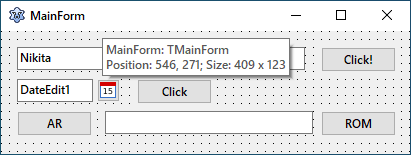 MainForm
Nikita
MainForm: TMainForm
Position: 546, 271; Size: 409 x 123
Click!
DateEdit1
15
Click
AR
ROM